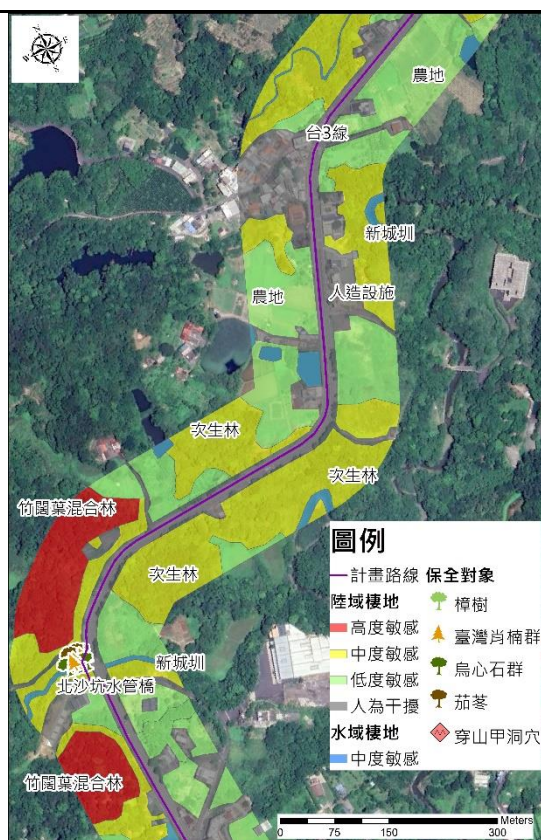 農地
台3線
新城圳
農地
人造設施
次生林
次生林
竹闊葉混合林
次生林
新城圳
北沙坑水管橋
竹闊葉混合林
圖例
計畫路線
陸域棲地
高度敏感
中度敏感
低度敏感
人為干擾
水域棲地
中度敏感
保全對象
樟樹
臺灣肖楠群
烏心石群
茄苳
穿山甲洞穴
Meters
0 75 150 300